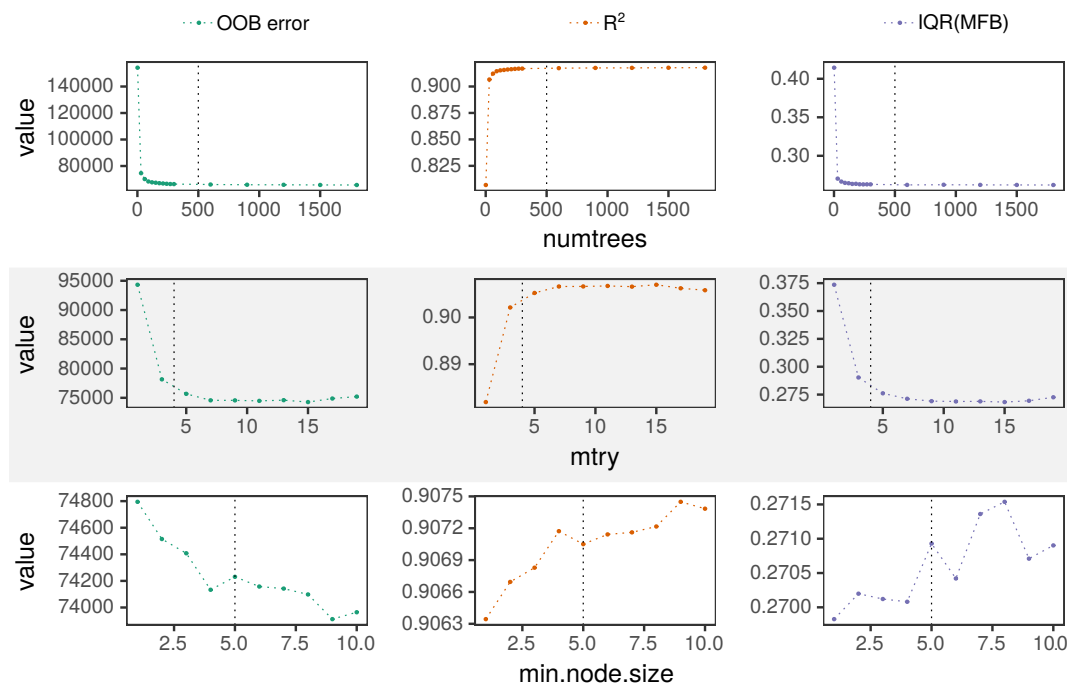 OOB error R² IQR(MFB)
value
140000
120000
100000
80000
0 500 1000 1500
0.900
0.875
0.850
0.825
0 500 1000 1500
0.40
0.35
0.30
0 500 1000 1500
numtrees
value
95000
90000
85000
80000
75000
5 10 15
0.90
0.89
5 10 15
0.375
0.350
0.325
0.300
0.275
5 10 15
mtry
value
74800
74600
74400
74200
74000
2.5 5.0 7.5 10.0
0.9075
0.9072
0.9069
0.9066
0.9063
2.5 5.0 7.5 10.0
0.2715
0.2710
0.2705
0.2700
2.5 5.0 7.5 10.0
min.node.size